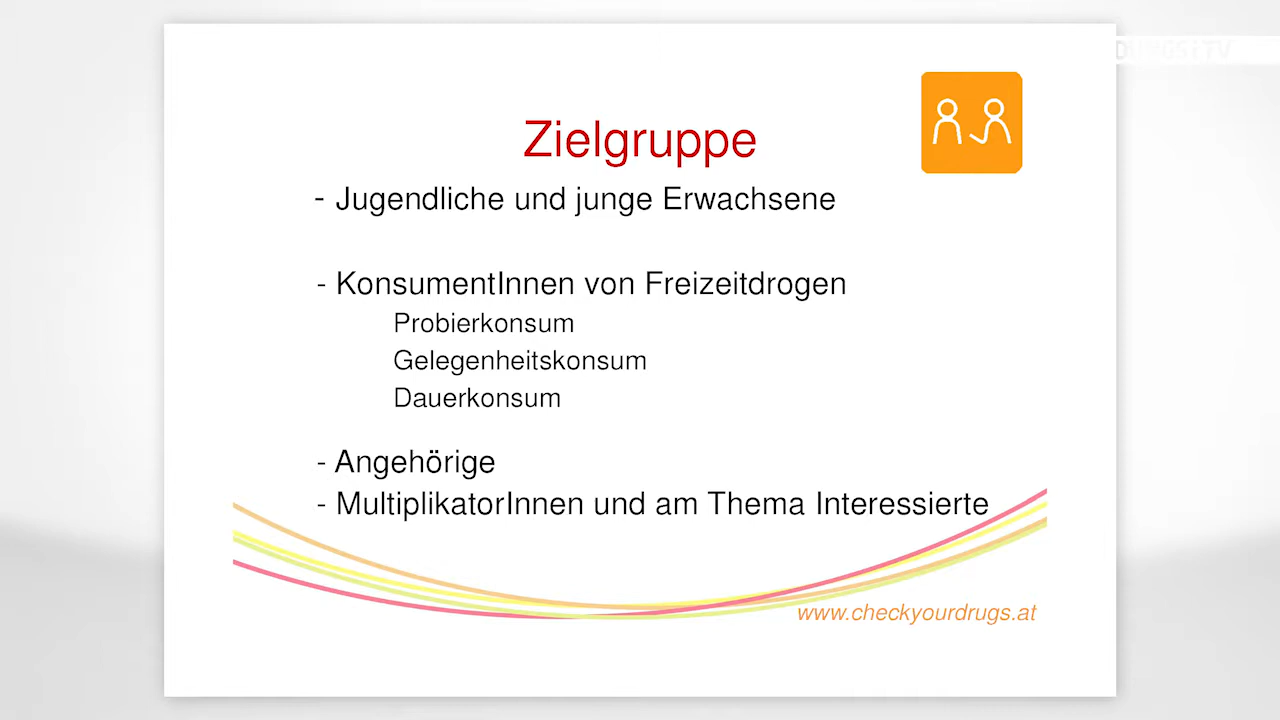 Zielgruppe
- Jugendliche und junge Erwachsene
- KonsumentInnen von Freizeitdrogen
Probierkonsum
Gelegenheitskonsum
Dauerkonsum
- Angehörige
- MultiplikatorInnen und am Thema Interessierte
www.checkyourdrugs.at